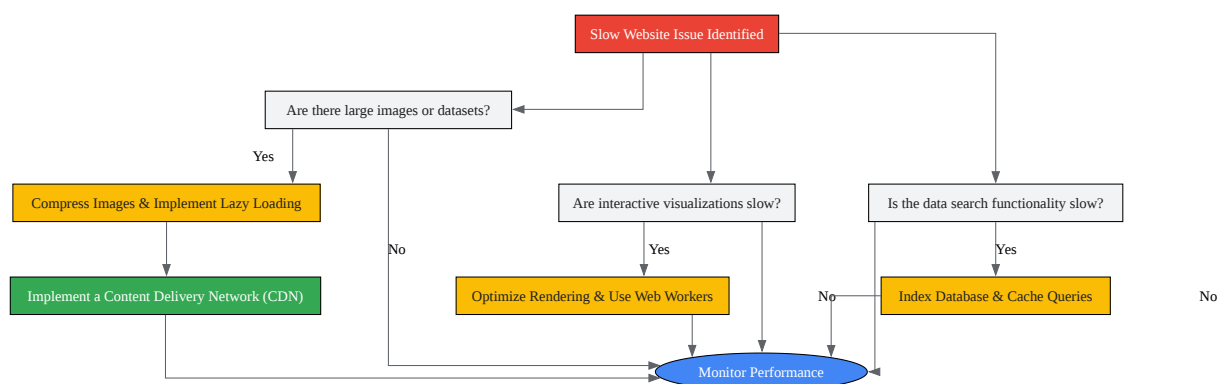 Slow Website Issue Identified
Are there large images or datasets?
Yes
Compress Images & Implement Lazy Loading
Are interactive visualizations slow?
Is the data search functionality slow?
No
Yes
Yes
Implement a Content Delivery Network (CDN)
Optimize Rendering & Use Web Workers
No
Index Database & Cache Queries
No
Monitor Performance